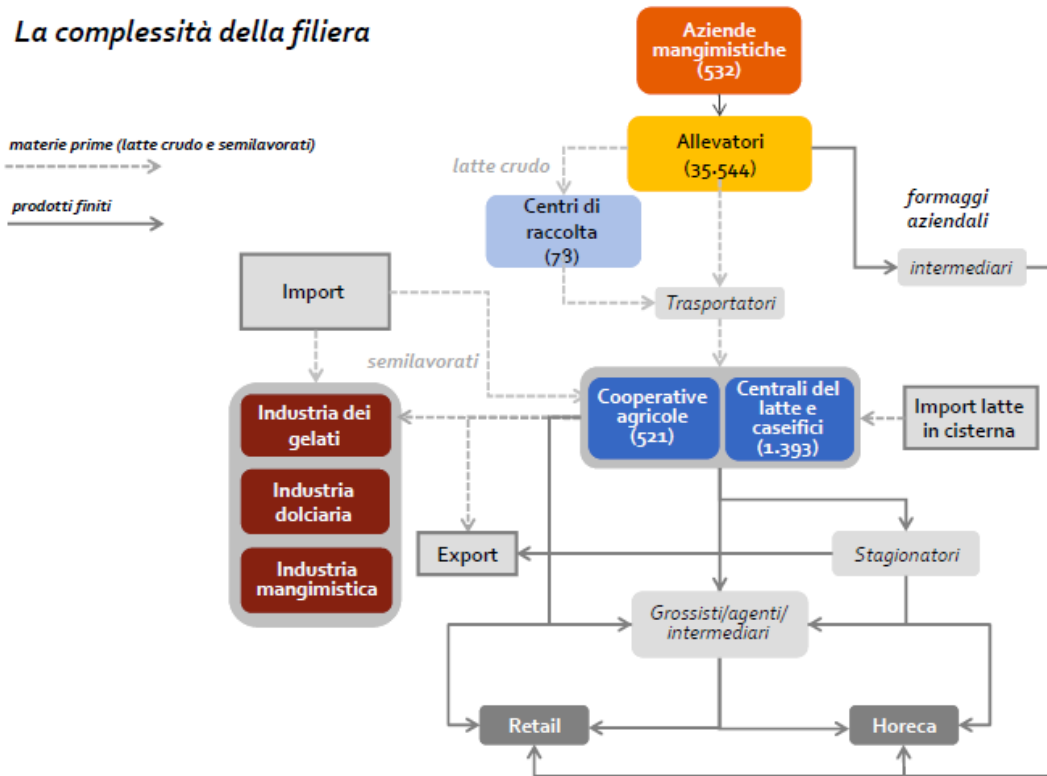 La complessità della filiera
Aziende
mangimistiche
(532)
materie prime (latte crudo e semilavorati)
prodotti finiti
latte crudo
Allevatori
(35.544)
Centri di
raccolta
(78)
formaggi
aziendali
intermediari
Import
Trasportatori
semilavorati
Industria dei
gelati
Industria
dolciaria
Industria
mangimistica
Cooperative
agricole
(521)
Centrali del
latte e
caseifici
(1.393)
Import latte
in cisterna
Export
Stagionatori
Grossisti/agenti/
intermediari
Retail
Horeca